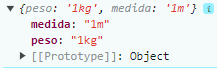 {peso: '1kg', medida: '1m'} i
medida: "1m"
peso: "1kg"
[[Prototype]]: Object